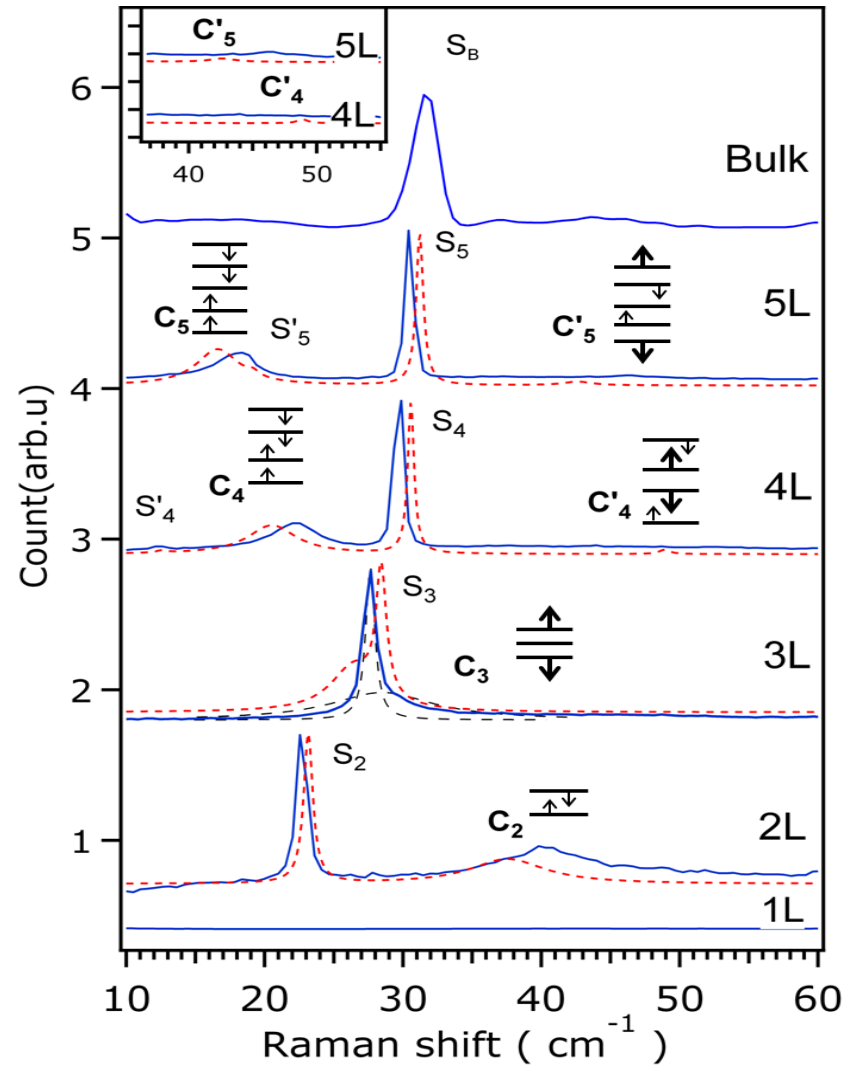 C'5
5L
C'4
4L
40 50
SB
6
Bulk
5
S5
C5
S'5
C'5
5L
4
S4
C4
S'4
C'4
4L
3
S3
C3
3L
2
S2
C2
2L
1
1L
10 20 30 40 50 60
Raman shift ( cm-1 )
Count(arb.u)